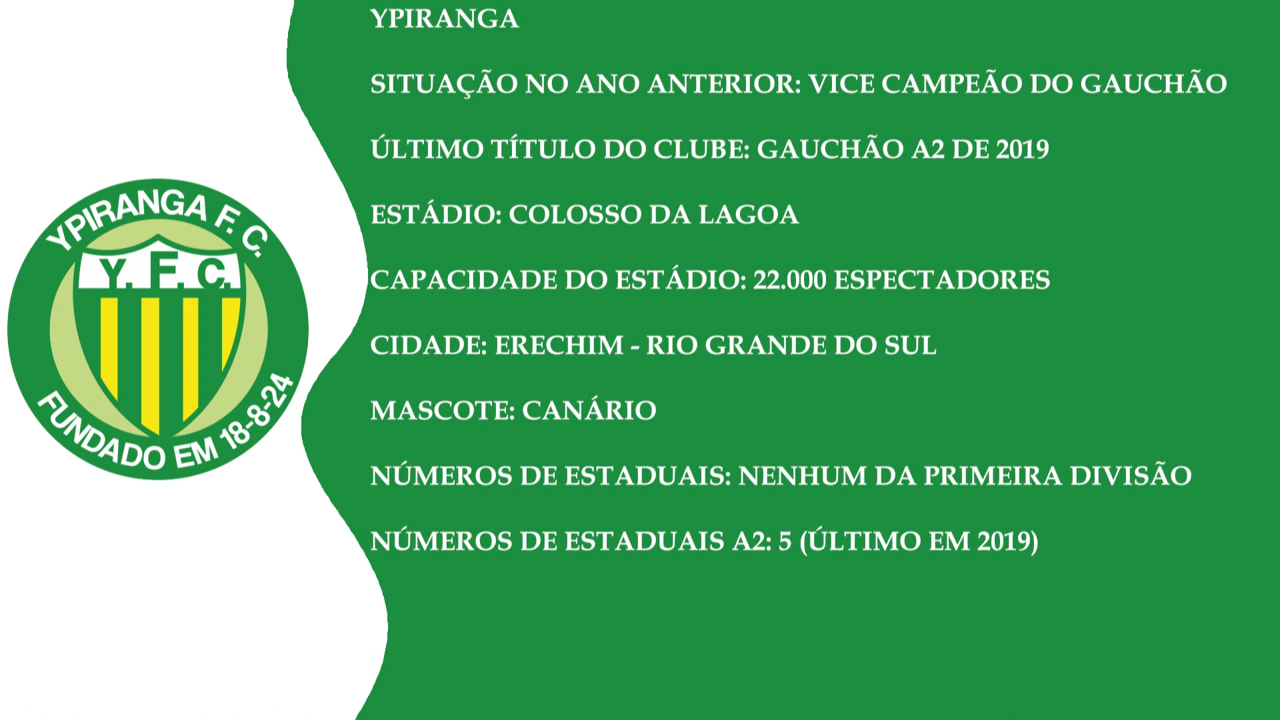 YPIRANGA
SITUAÇÃO NO ANO ANTERIOR: VICE CAMPEÃO DO GAUCHÃO
ÚLTIMO TÍTULO DO CLUBE: GAUCHÃO A2 DE 2019
ESTÁDIO: COLOSSO DA LAGOA
CAPACIDADE DO ESTÁDIO: 22.000 ESPECTADORES
CIDADE: ERECHIM - RIO GRANDE DO SUL
MASCOTE: CANÁRIO
NÚMEROS DE ESTADUAIS: NENHUM DA PRIMEIRA DIVISÃO
NÚMEROS DE ESTADUAIS A2: 5 (ÚLTIMO EM 2019)
YPIRANGA F. C.
Y. F. C.
FUNDADO EM 18-8-24